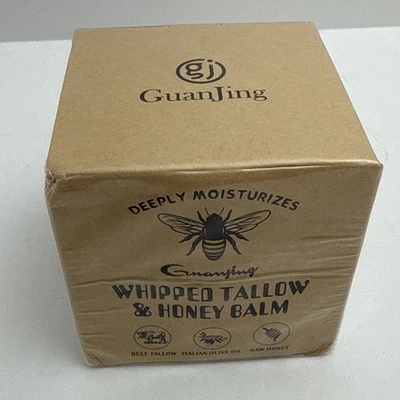 gj
GuanJing
DEEPLY MOISTURIZES
Guanjing
WHIPPED TALLOW
& HONEY BALM
BEEF TALLOW, ITALIAN OLIVE OIL RAW HONEY